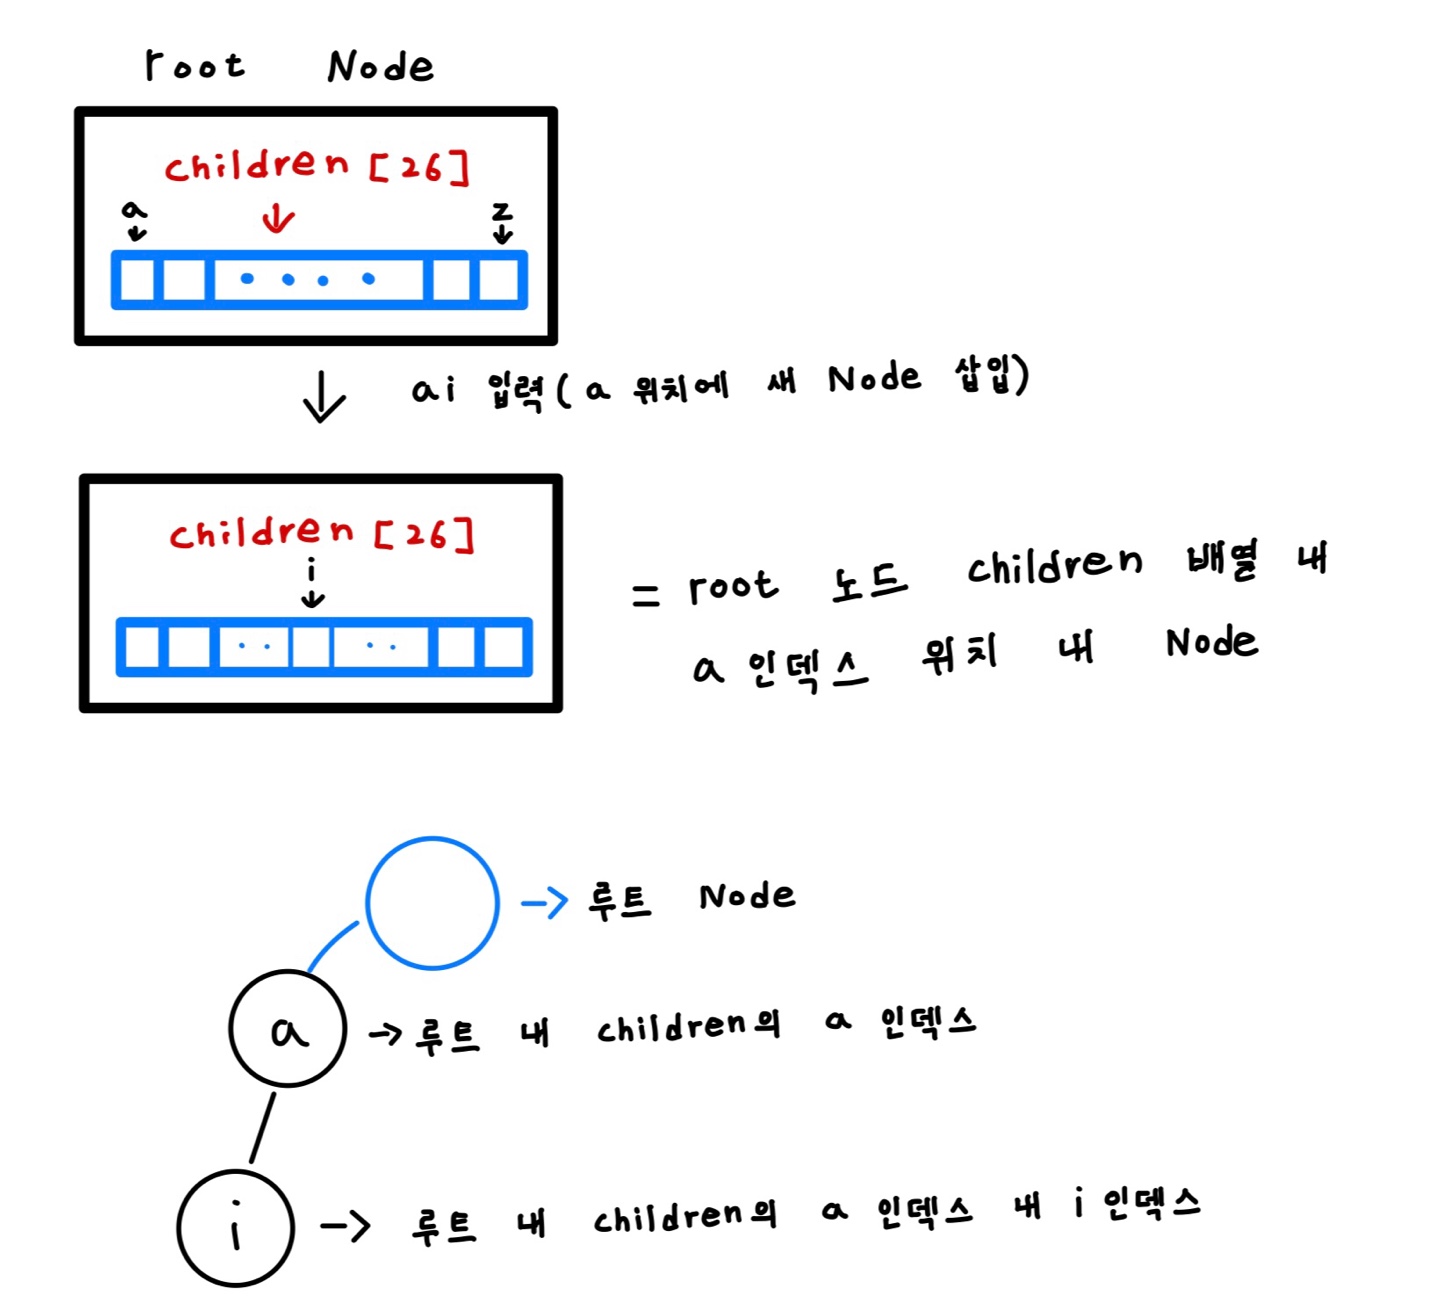 root Node
children [26]
a z
ai 입력(a 위치에 새 Node 삽입)
children [26]
i
= root 노드 children 배열 내
a 인덱스 위치 내 Node
루트 Node
a → 루트 내 children의 a 인덱스
i → 루트 내 children의 a 인덱스 내 i 인덱스